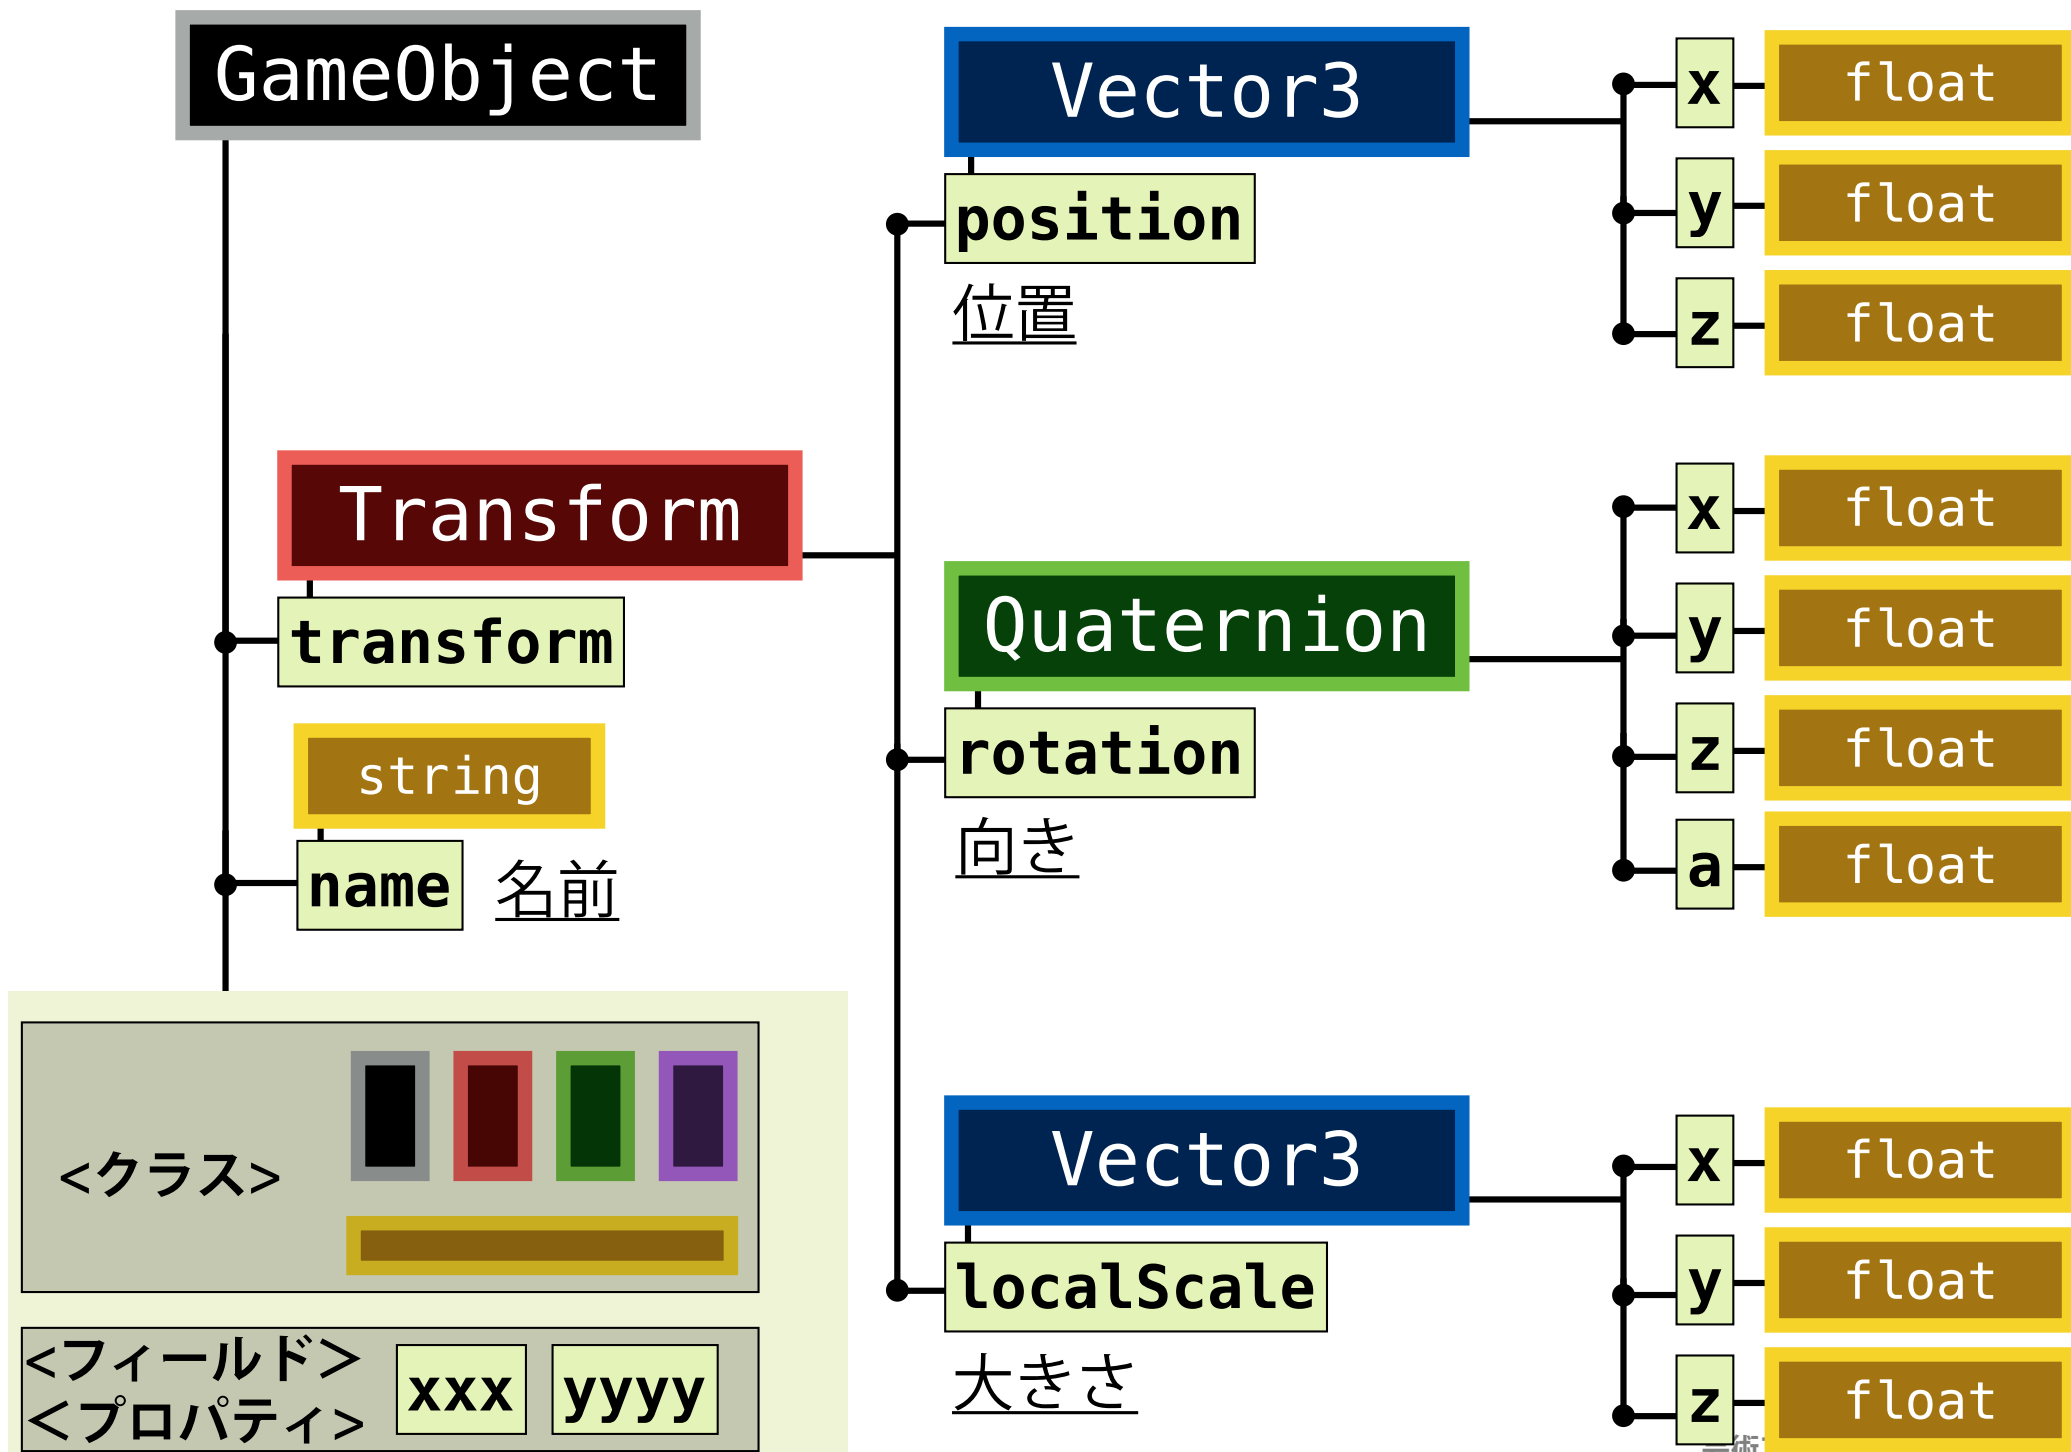 GameObject
Transform
transform
string
name
名前
Vector3
position
位置
x
float
y
float
z
float
Quaternion
rotation
向き
x
float
y
float
z
float
a
float
Vector3
localScale
大きさ
x
float
y
float
z
float
<クラス>
<フィールド＞
＜プロパティ>
xxx
yyyy